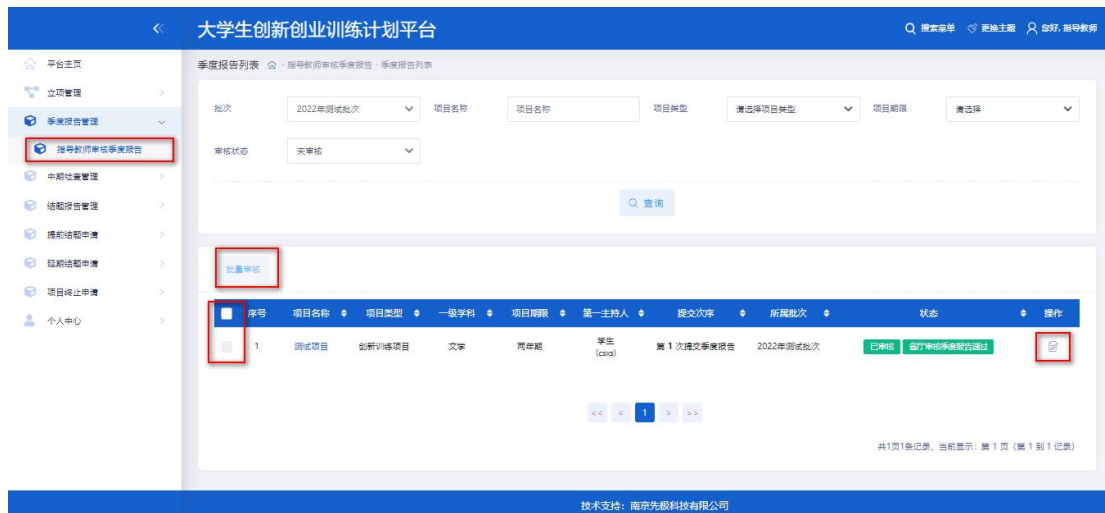 大学生创新创业训练计划平台
搜索菜单 更换主题 您好, 指导教师
平台主页
立项管理
季度报告管理
指导教师审核季度报告
中期检查管理
结题报告管理
提前结题申请
延期结题申请
项目终止申请
个人中心
季度报告列表 - 指导教师审核季度报告 - 季度报告列表
批次 2022年测试批次 项目名称 项目名称 项目类型 请选择项目类型 项目期限 请选择
审核状态 未审核
查询
批量审核
序号 项目名称 项目类型 一级学科 项目期限 第一主持人 提交次序 所属批次 状态 操作
1 测试项目 创新训练项目 文学 两年期 学生 第 1 次提交季度报告 2022年测试批次 已审核 省厅审核季度报告通过
(csxs)
<< < 1 > >>
共1页1条记录, 当前显示: 第 1 页 (第 1 到 1 记录)
技术支持: 南京先极科技有限公司